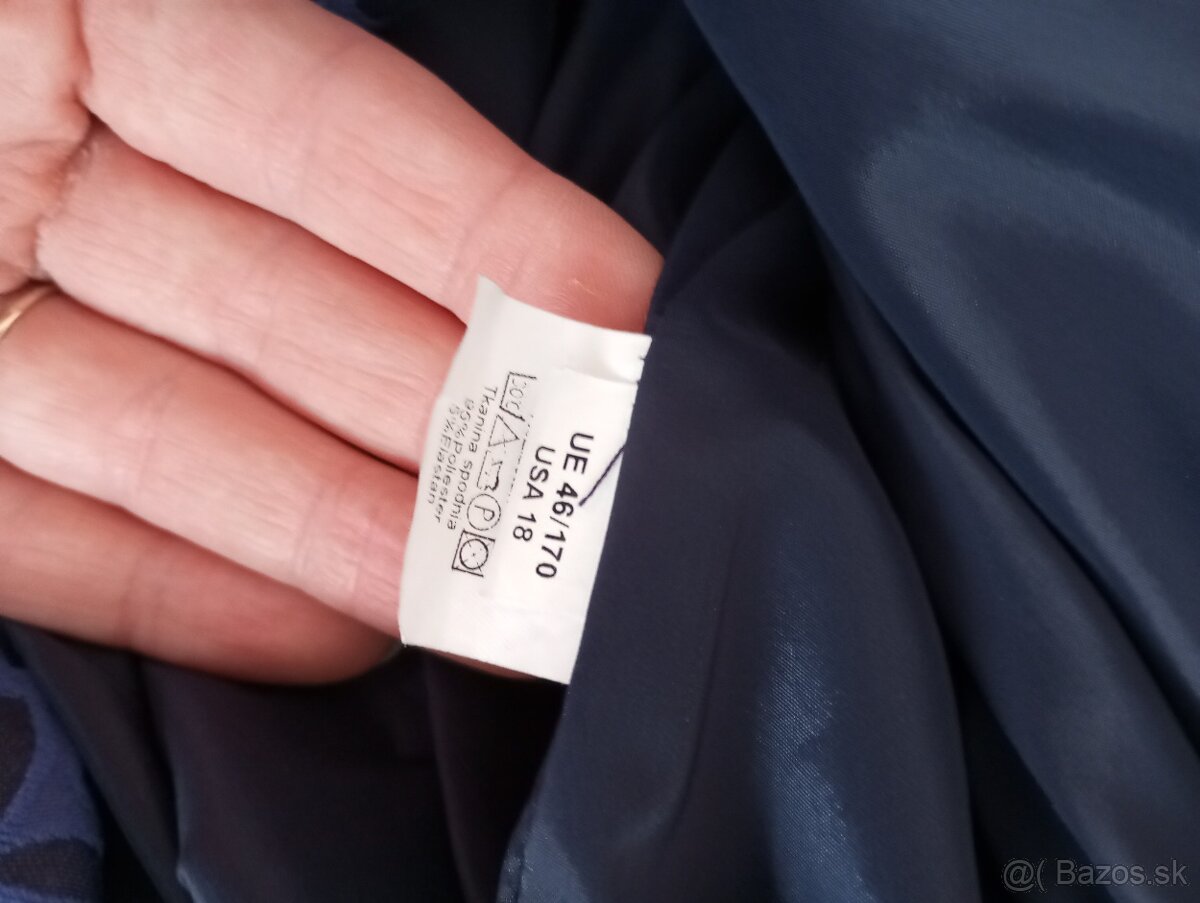 UE 46/170
USA 18
P
Tkanina spodnia
95%Poliester
5%Elastan
@( Bazos.sk